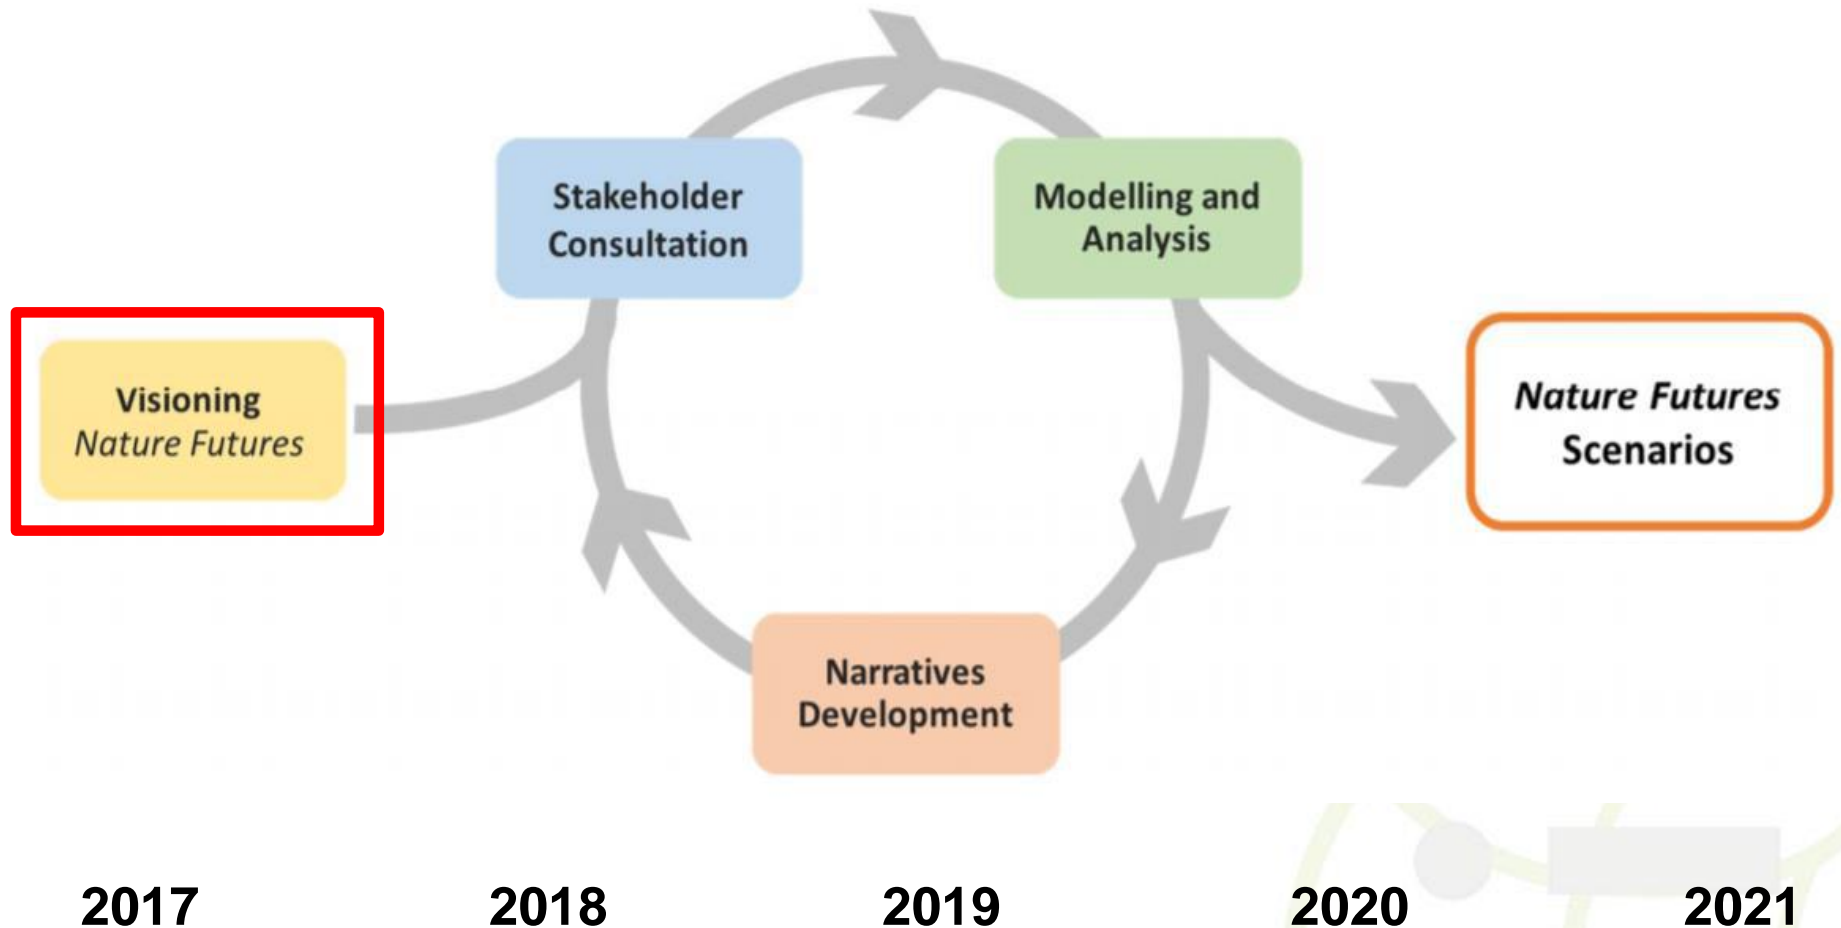 Stakeholder
Consultation
Modelling and
Analysis
Visioning
Nature Futures
Nature Futures
Scenarios
Narratives
Development
2017
2018
2019
2020
2021